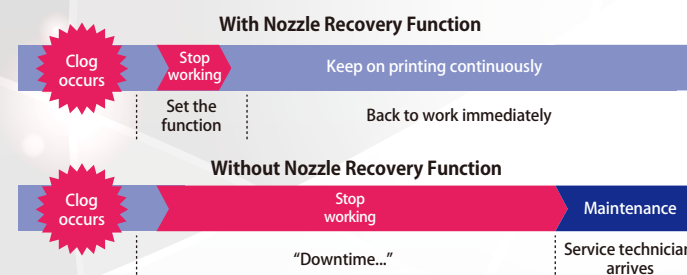 With Nozzle Recovery Function
Clog
occurs
Stop
working
Keep on printing continuously
Set the
function
Back to work immediately
Without Nozzle Recovery Function
Clog
occurs
Stop
working
Maintenance
“Downtime...”
Service technician
arrives